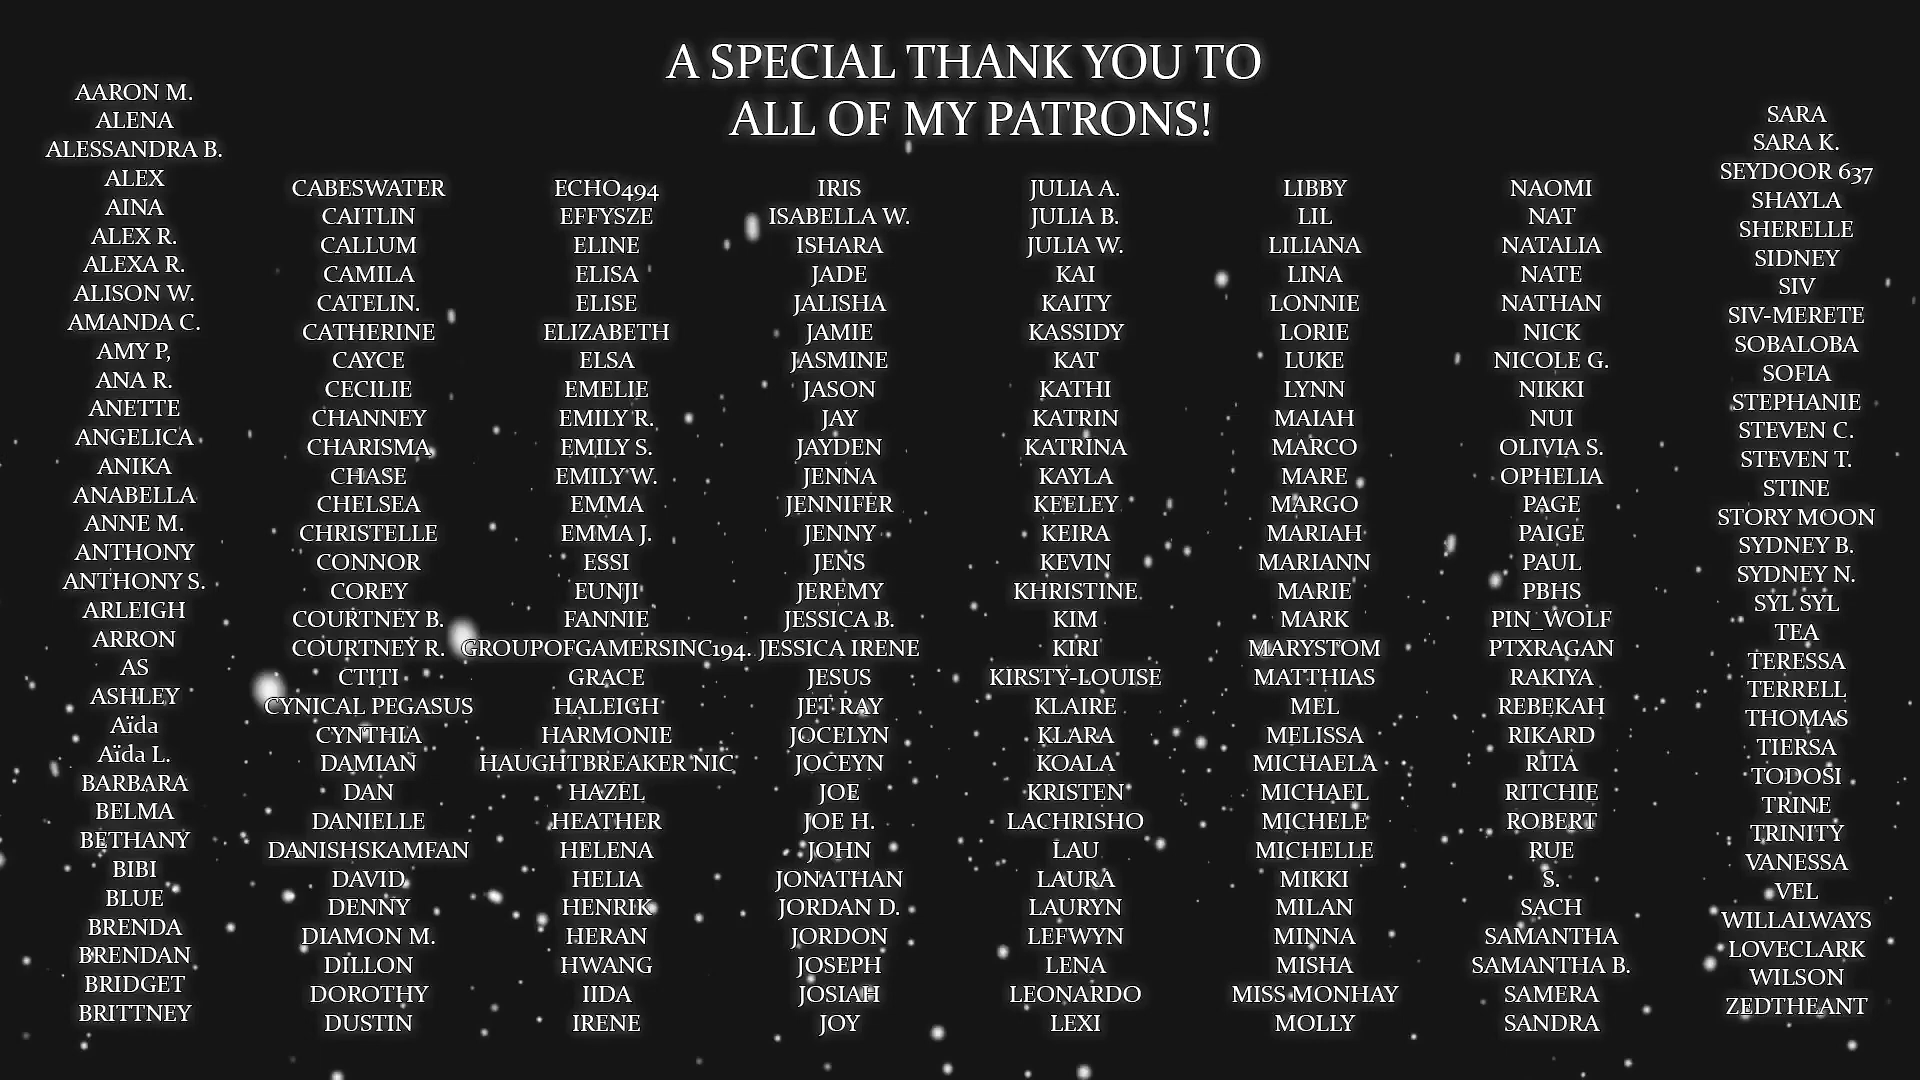 A SPECIAL THANK YOU TO
ALL OF MY PATRONS!
AARON M.
ALENA
ALESSANDRA B.
ALEX
AINA
ALEX R.
ALEXA R.
ALISON W.
AMANDA C.
AMY P,
ANA R.
ANETTE
ANGELICA
ANIKA
ANABELLA
ANNE M.
ANTHONY
ANTHONY S.
ARLEIGH
ARRON
AS
ASHLEY
Aïda
Aïda L.
BARBARA
BELMA
BETHANY
BIBI
BLUE
BRENDA
BRENDAN
BRIDGET
BRITTNEY
CABESWATER
CAITLIN
CALLUM
CAMILA
CATELIN.
CATHERINE
CAYCE
CECILIE
CHANNEY
CHARISMA
CHASE
CHELSEA
CHRISTELLE
CONNOR
COREY
COURTNEY B.
COURTNEY R.
CTITI
CYNICAL PEGASUS
CYNTHIA
DAMIAN
DAN
DANIELLE
DANISHSKAMFAN
DAVID
DENNY
DIAMON M.
DILLON
DOROTHY
DUSTIN
ECHO494
EFFYSZE
ELINE
ELISA
ELISE
ELIZABETH
ELSA
EMELIE
EMILY R.
EMILY S.
EMILY W.
EMMA
EMMA J.
ESSI
EUNJI
FANNIE
GROUPOFGAMERSINC194.
GRACE
HALEIGH
HARMONIE
HAUGHTBREAKER NIC
HAZEL
HEATHER
HELENA
HELIA
HENRIK
HERAN
HWANG
IIDA
IRENE
IRIS
ISABELLA W.
ISHARA
JADE
JALISHA
JAMIE
JASMINE
JASON
JAY
JAYDEN
JENNA
JENNIFER
JENNY
JENS
JEREMY
JESSICA B.
JESSICA IRENE
JESUS
JET RAY
JOCELYN
JOCEYN
JOE
JOE H.
JOHN
JONATHAN
JORDAN D.
JORDON
JOSEPH
JOSIAH
JOY
JULIA A.
JULIA B.
JULIA W.
KAI
KAITY
KASSIDY
KAT
KATHI
KATRIN
KATRINA
KAYLA
KEELEY
KEIRA
KEVIN
KHRISTINE
KIM
KIRI
KIRSTY-LOUISE
KLAIRE
KLARA
KOALA
KRISTEN
LACHRISHO
LAU
LAURA
LAURYN
LEFWYN
LENA
LEONARDO
LEXI
LIBBY
LIL
LILIANA
LINA
LONNIE
LORIE
LUKE
LYNN
MAIAH
MARCO
MARE
MARGO
MARIAH
MARIANN
MARIE
MARK
MARYSTOM
MATTHIAS
MEL
MELISSA
MICHAELA
MICHAEL
MICHELE
MICHELLE
MIKKI
MILAN
MINNA
MISHA
MISS MONHAY
MOLLY
NAOMI
NAT
NATALIA
NATE
NATHAN
NICK
NICOLE G.
NIKKI
NUI
OLIVIA S.
OPHELIA
PAGE
PAIGE
PAUL
PBHS
PIN_WOLF
PTXRAGAN
RAKIYA
REBEKAH
RIKARD
RITA
RITCHIE
ROBERT
RUE
S.
SACH
SAMANTHA
SAMANTHA B.
SAMERA
SANDRA
SARA
SARA K.
SEYDOOR 637
SHAYLA
SHERELLE
SIDNEY
SIV
SIV-MERETE
SOBALOBA
SOFIA
STEPHANIE
STEVEN C.
STEVEN T.
STINE
STORY MOON
SYDNEY B.
SYDNEY N.
SYL SYL
TEA
TERESSA
TERRELL
THOMAS
TIERSA
TODOSI
TRINE
TRINITY
VANESSA
VEL
WILLALWAYS
LOVECLARK
WILSON
ZEDTHEANT